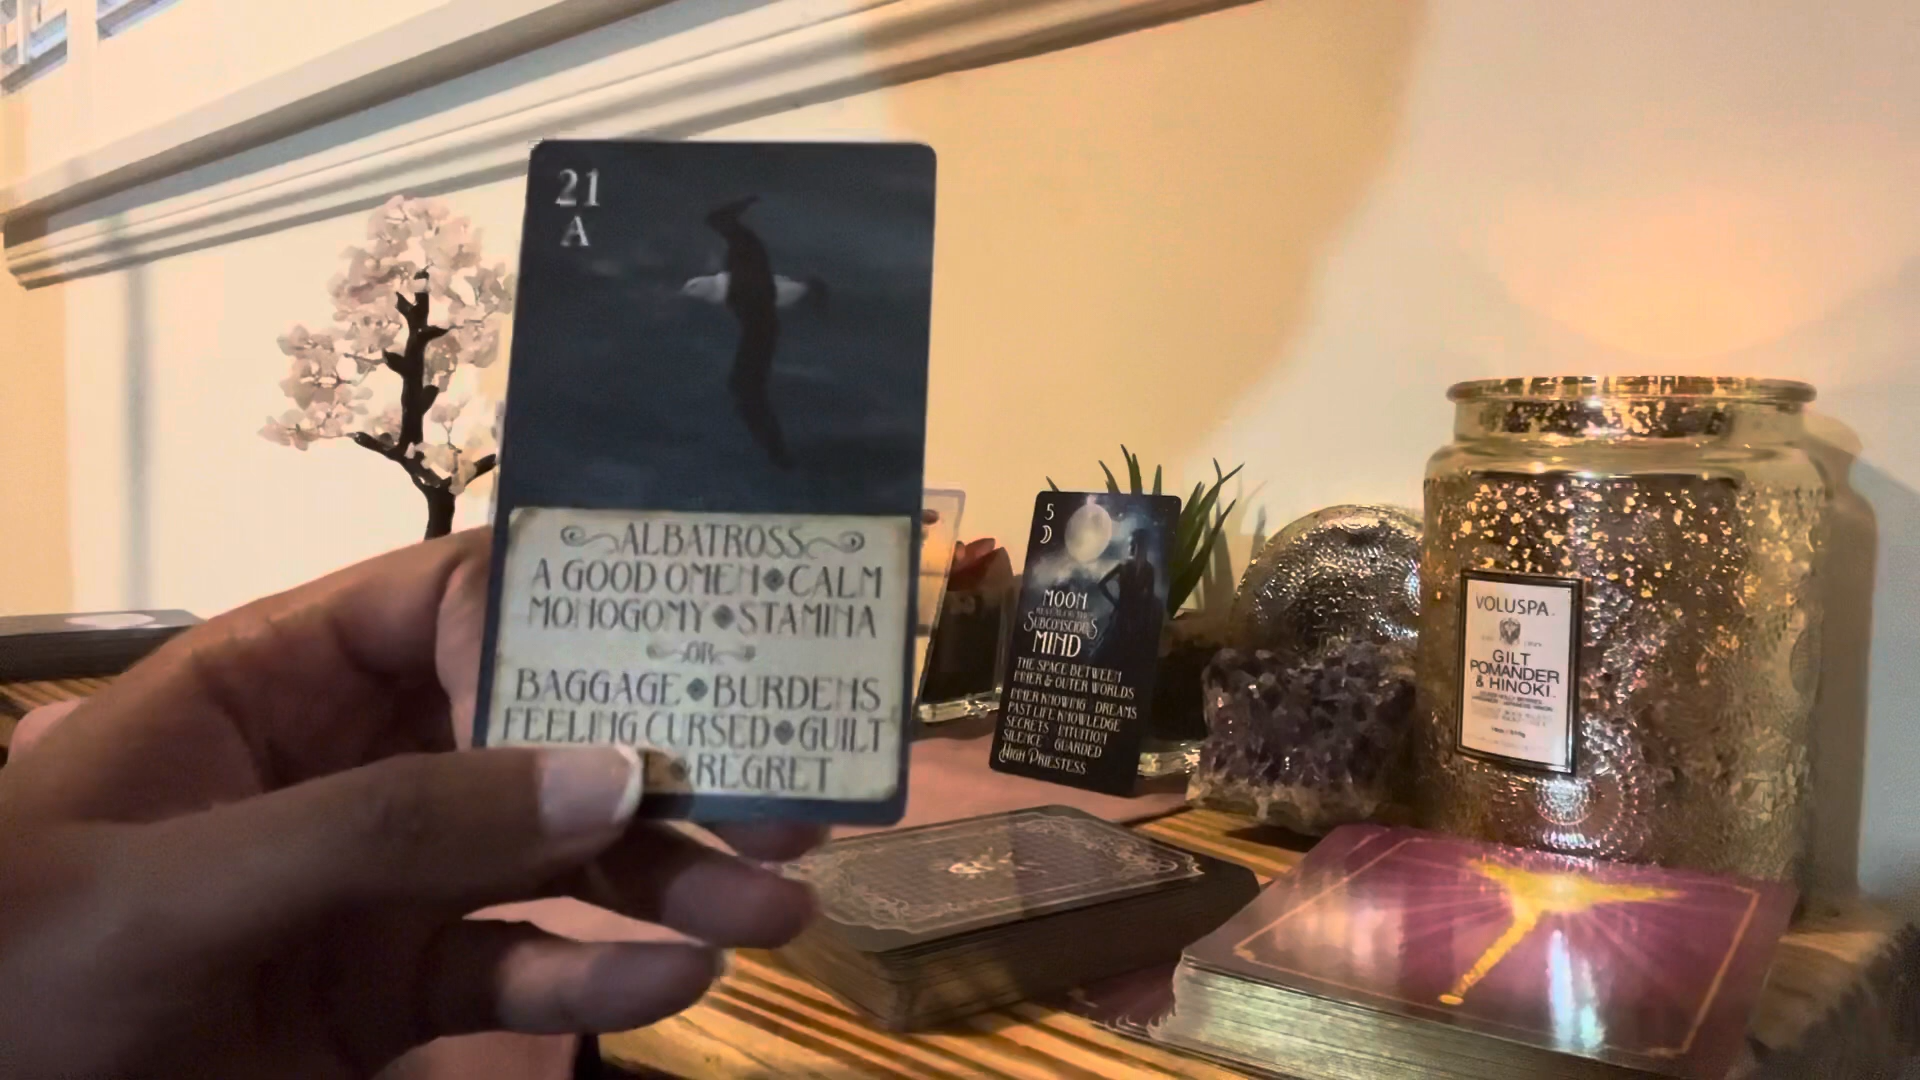 21
A
ALBATROSS
A GOOD OMEN CALM
MONOGOMY STAMINA
OR
BAGGAGE BURDENS
FEELING CURSED GUILT
REGRET
5
MOON
SUBCONSCIOUS
MIND
THE SPACE BETWEEN
INNER & OUTER WORLDS
INNER KNOWING DREAMS
PAST LIFE KNOWLEDGE
SECRETS INTUITION
SILENCE GUARDED
HIGH PRIESTESS
VOLUSPA
GILT
POMANDER
& HINOKI